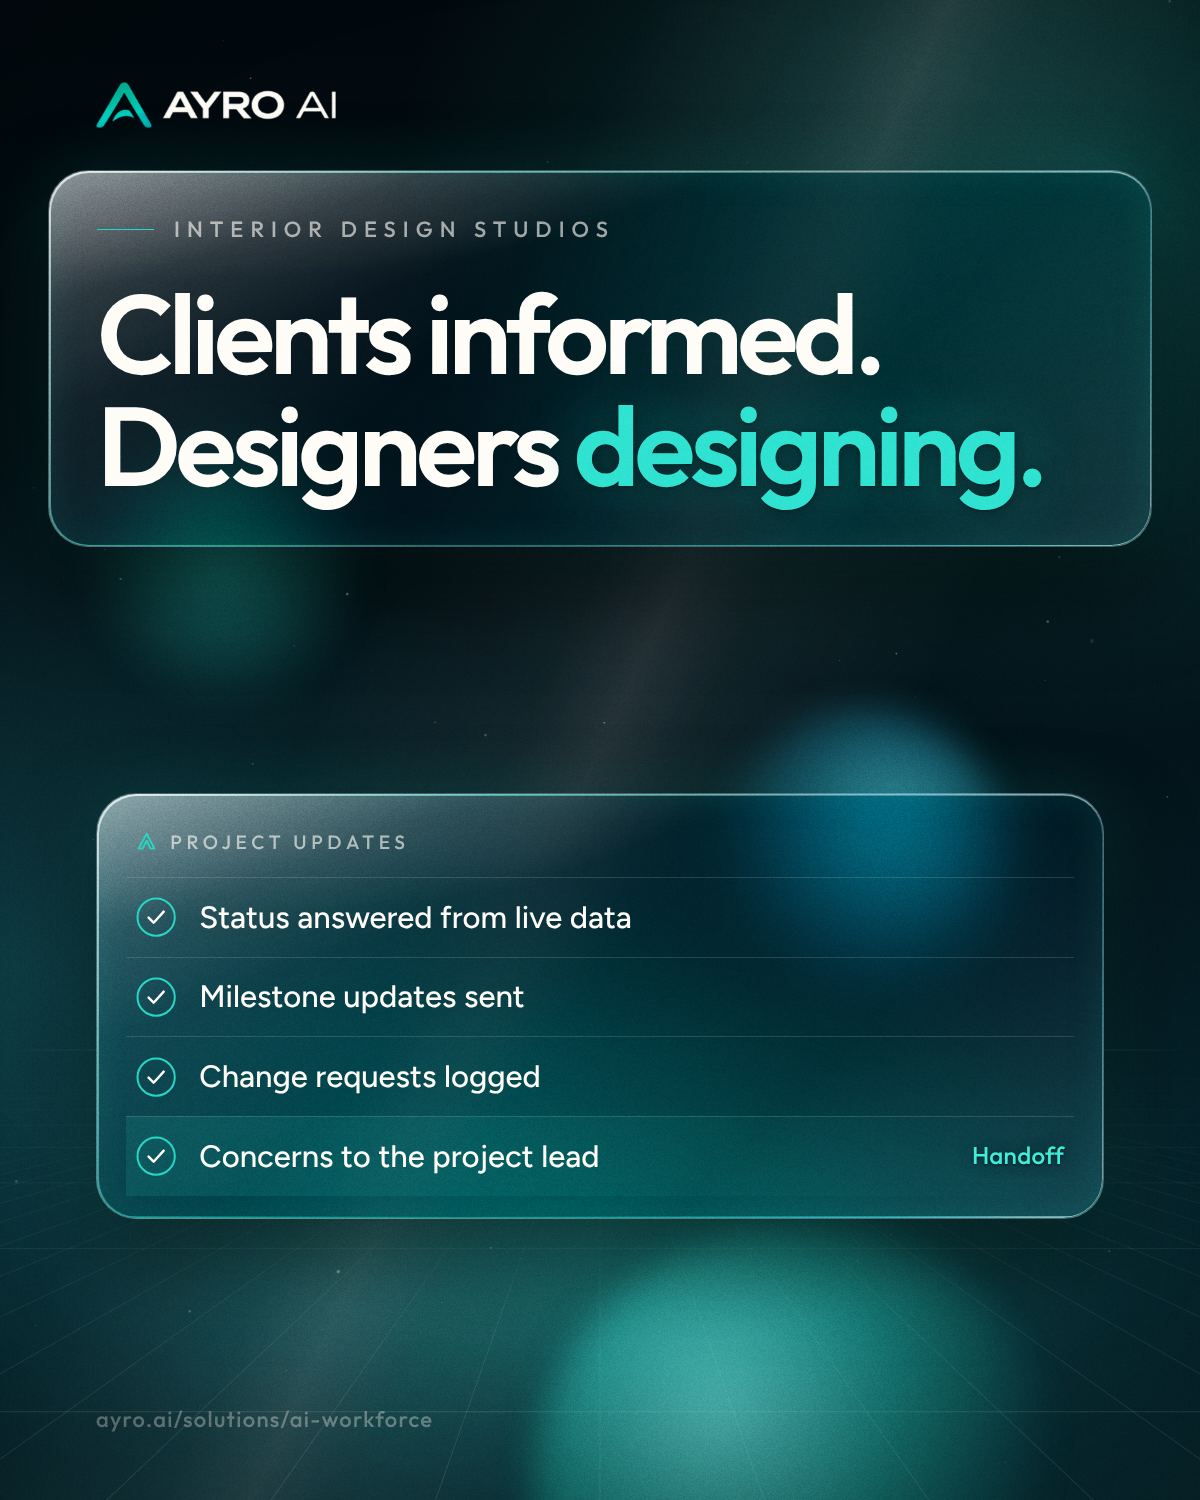 AYRO AI
INTERIOR DESIGN STUDIOS
Clients informed.
Designers designing.
PROJECT UPDATES
Status answered from live data
Milestone updates sent
Change requests logged
Concerns to the project lead
Handoff
ayro.ai/solutions/ai-workforce